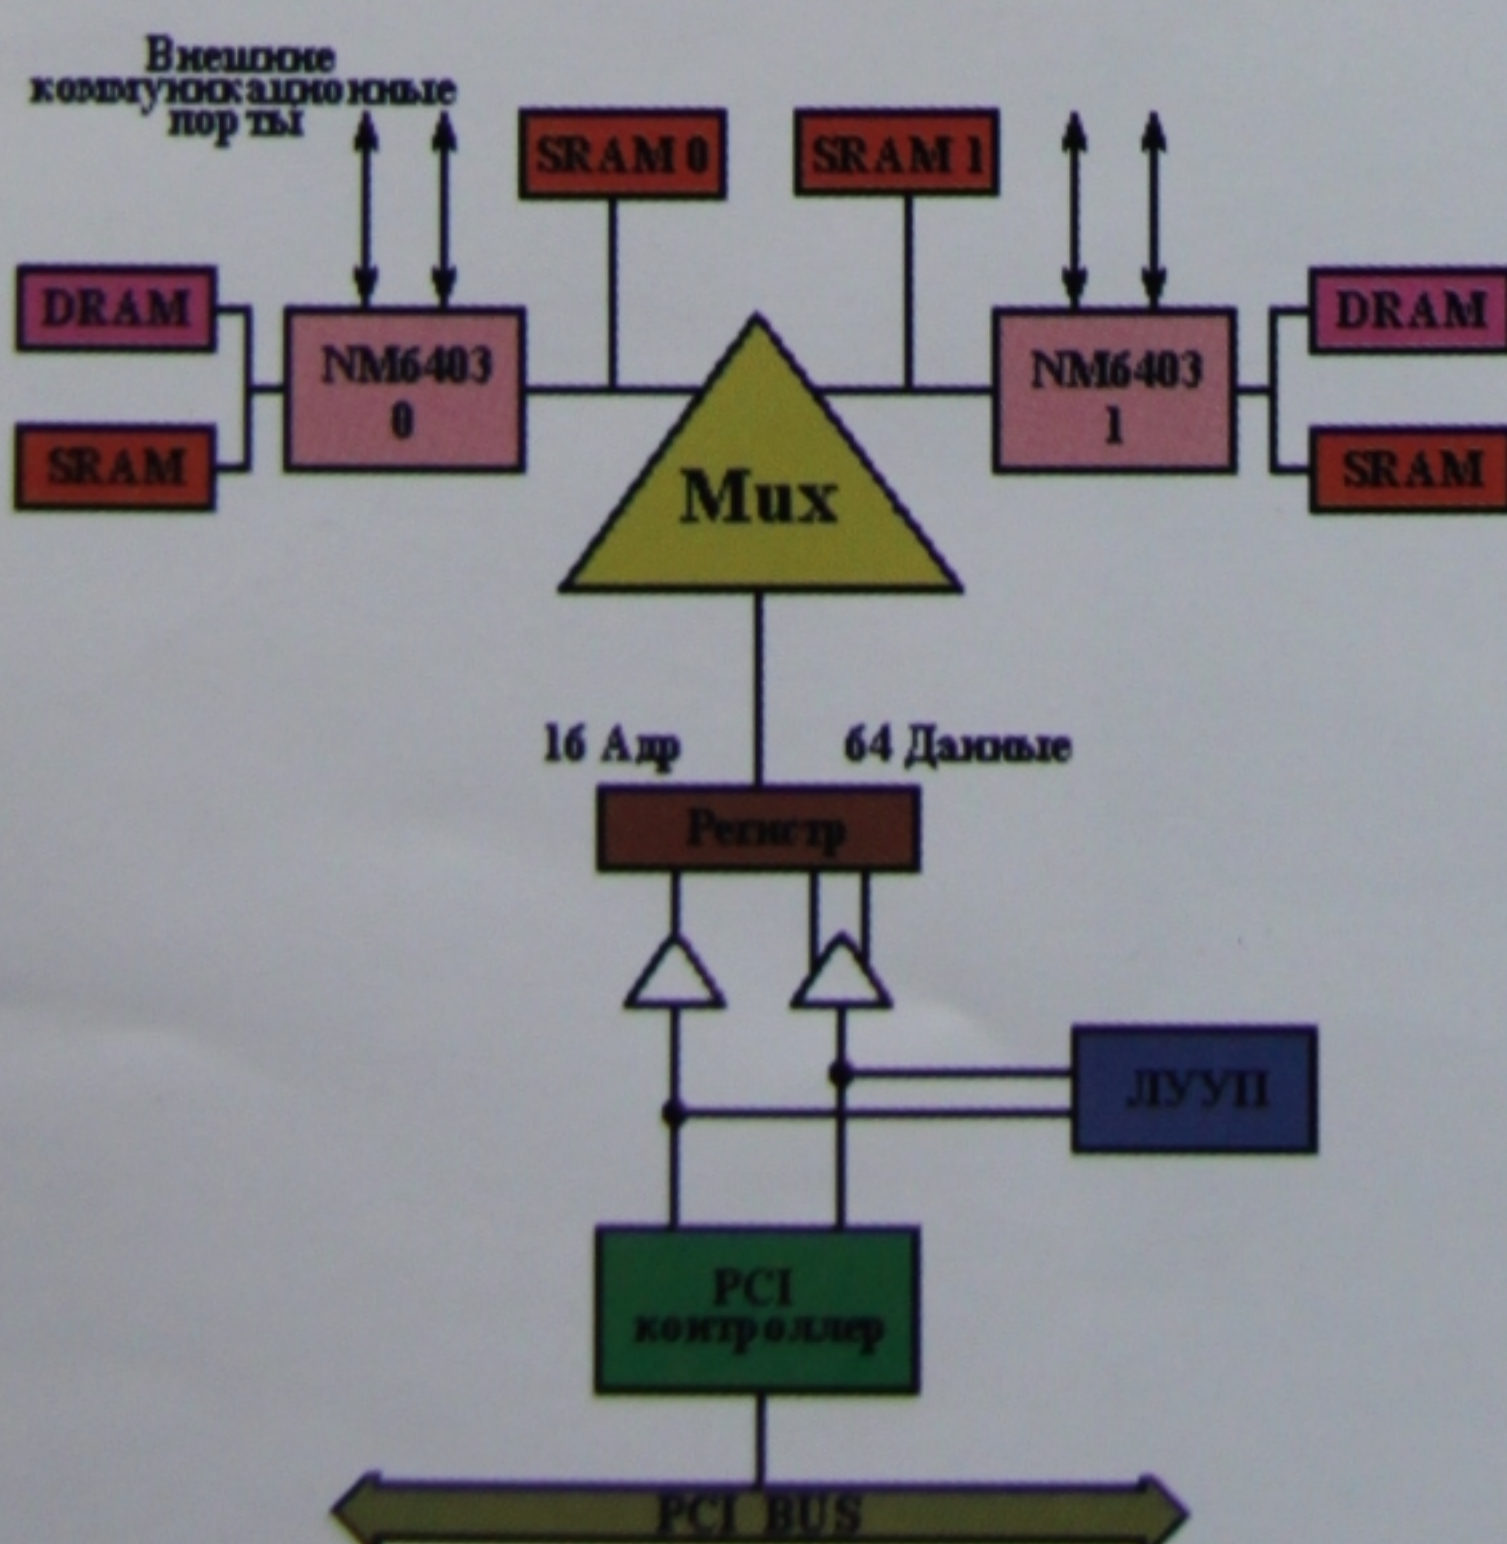 Внешние
коммуникационные
порты
SRAM 0
SRAM 1
DRAM
DRAM
NM6403
0
NM6403
1
SRAM
SRAM
Mux
16 Адр
64 Данные
Регистр
ЛУУП
PCI
контроллер
PCI BUS